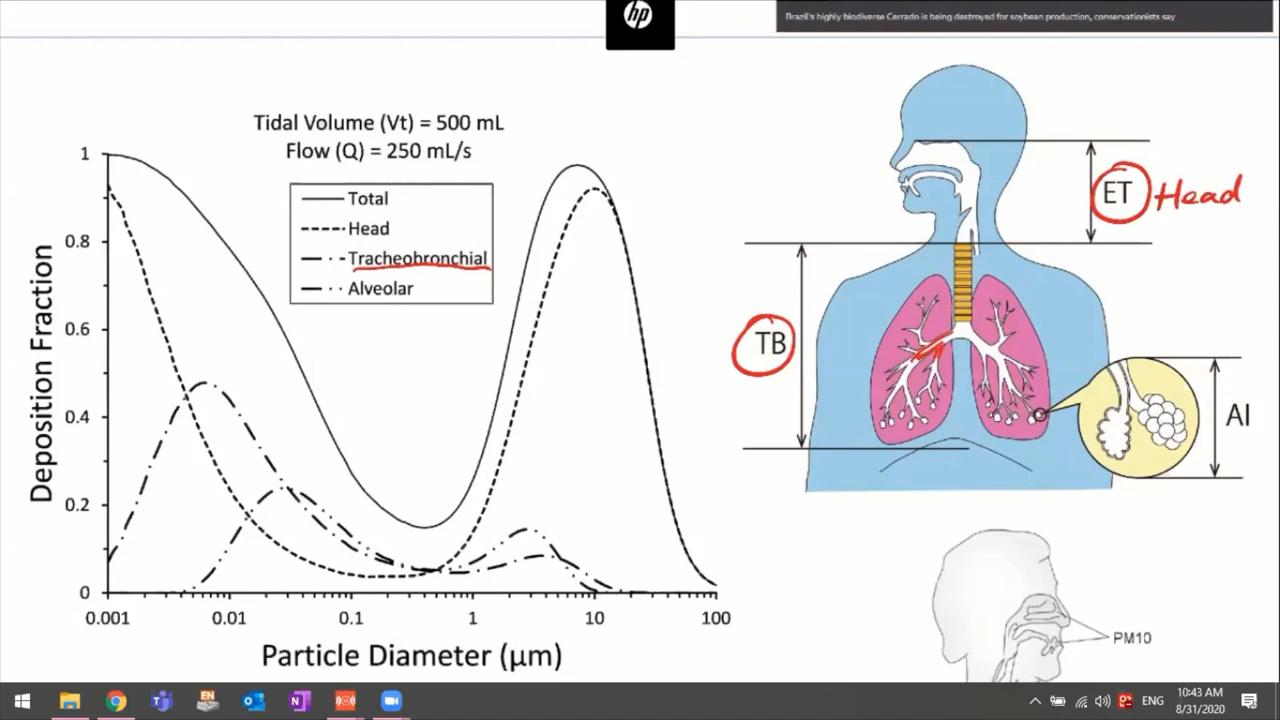 hp
Brazil's highly biodiverse Cerrado is being destroyed for soybean production, conservationists say
Tidal Volume (Vt) = 500 mL
Flow (Q) = 250 mL/s
Total
Head
Tracheobronchial
Alveolar
Deposition Fraction
1
0.8
0.6
0.4
0.2
0
0.001
0.01
0.1
1
10
100
Particle Diameter (µm)
ET Head
TB
AI
PM10
EN
ENG
10:43 AM
8/31/2020